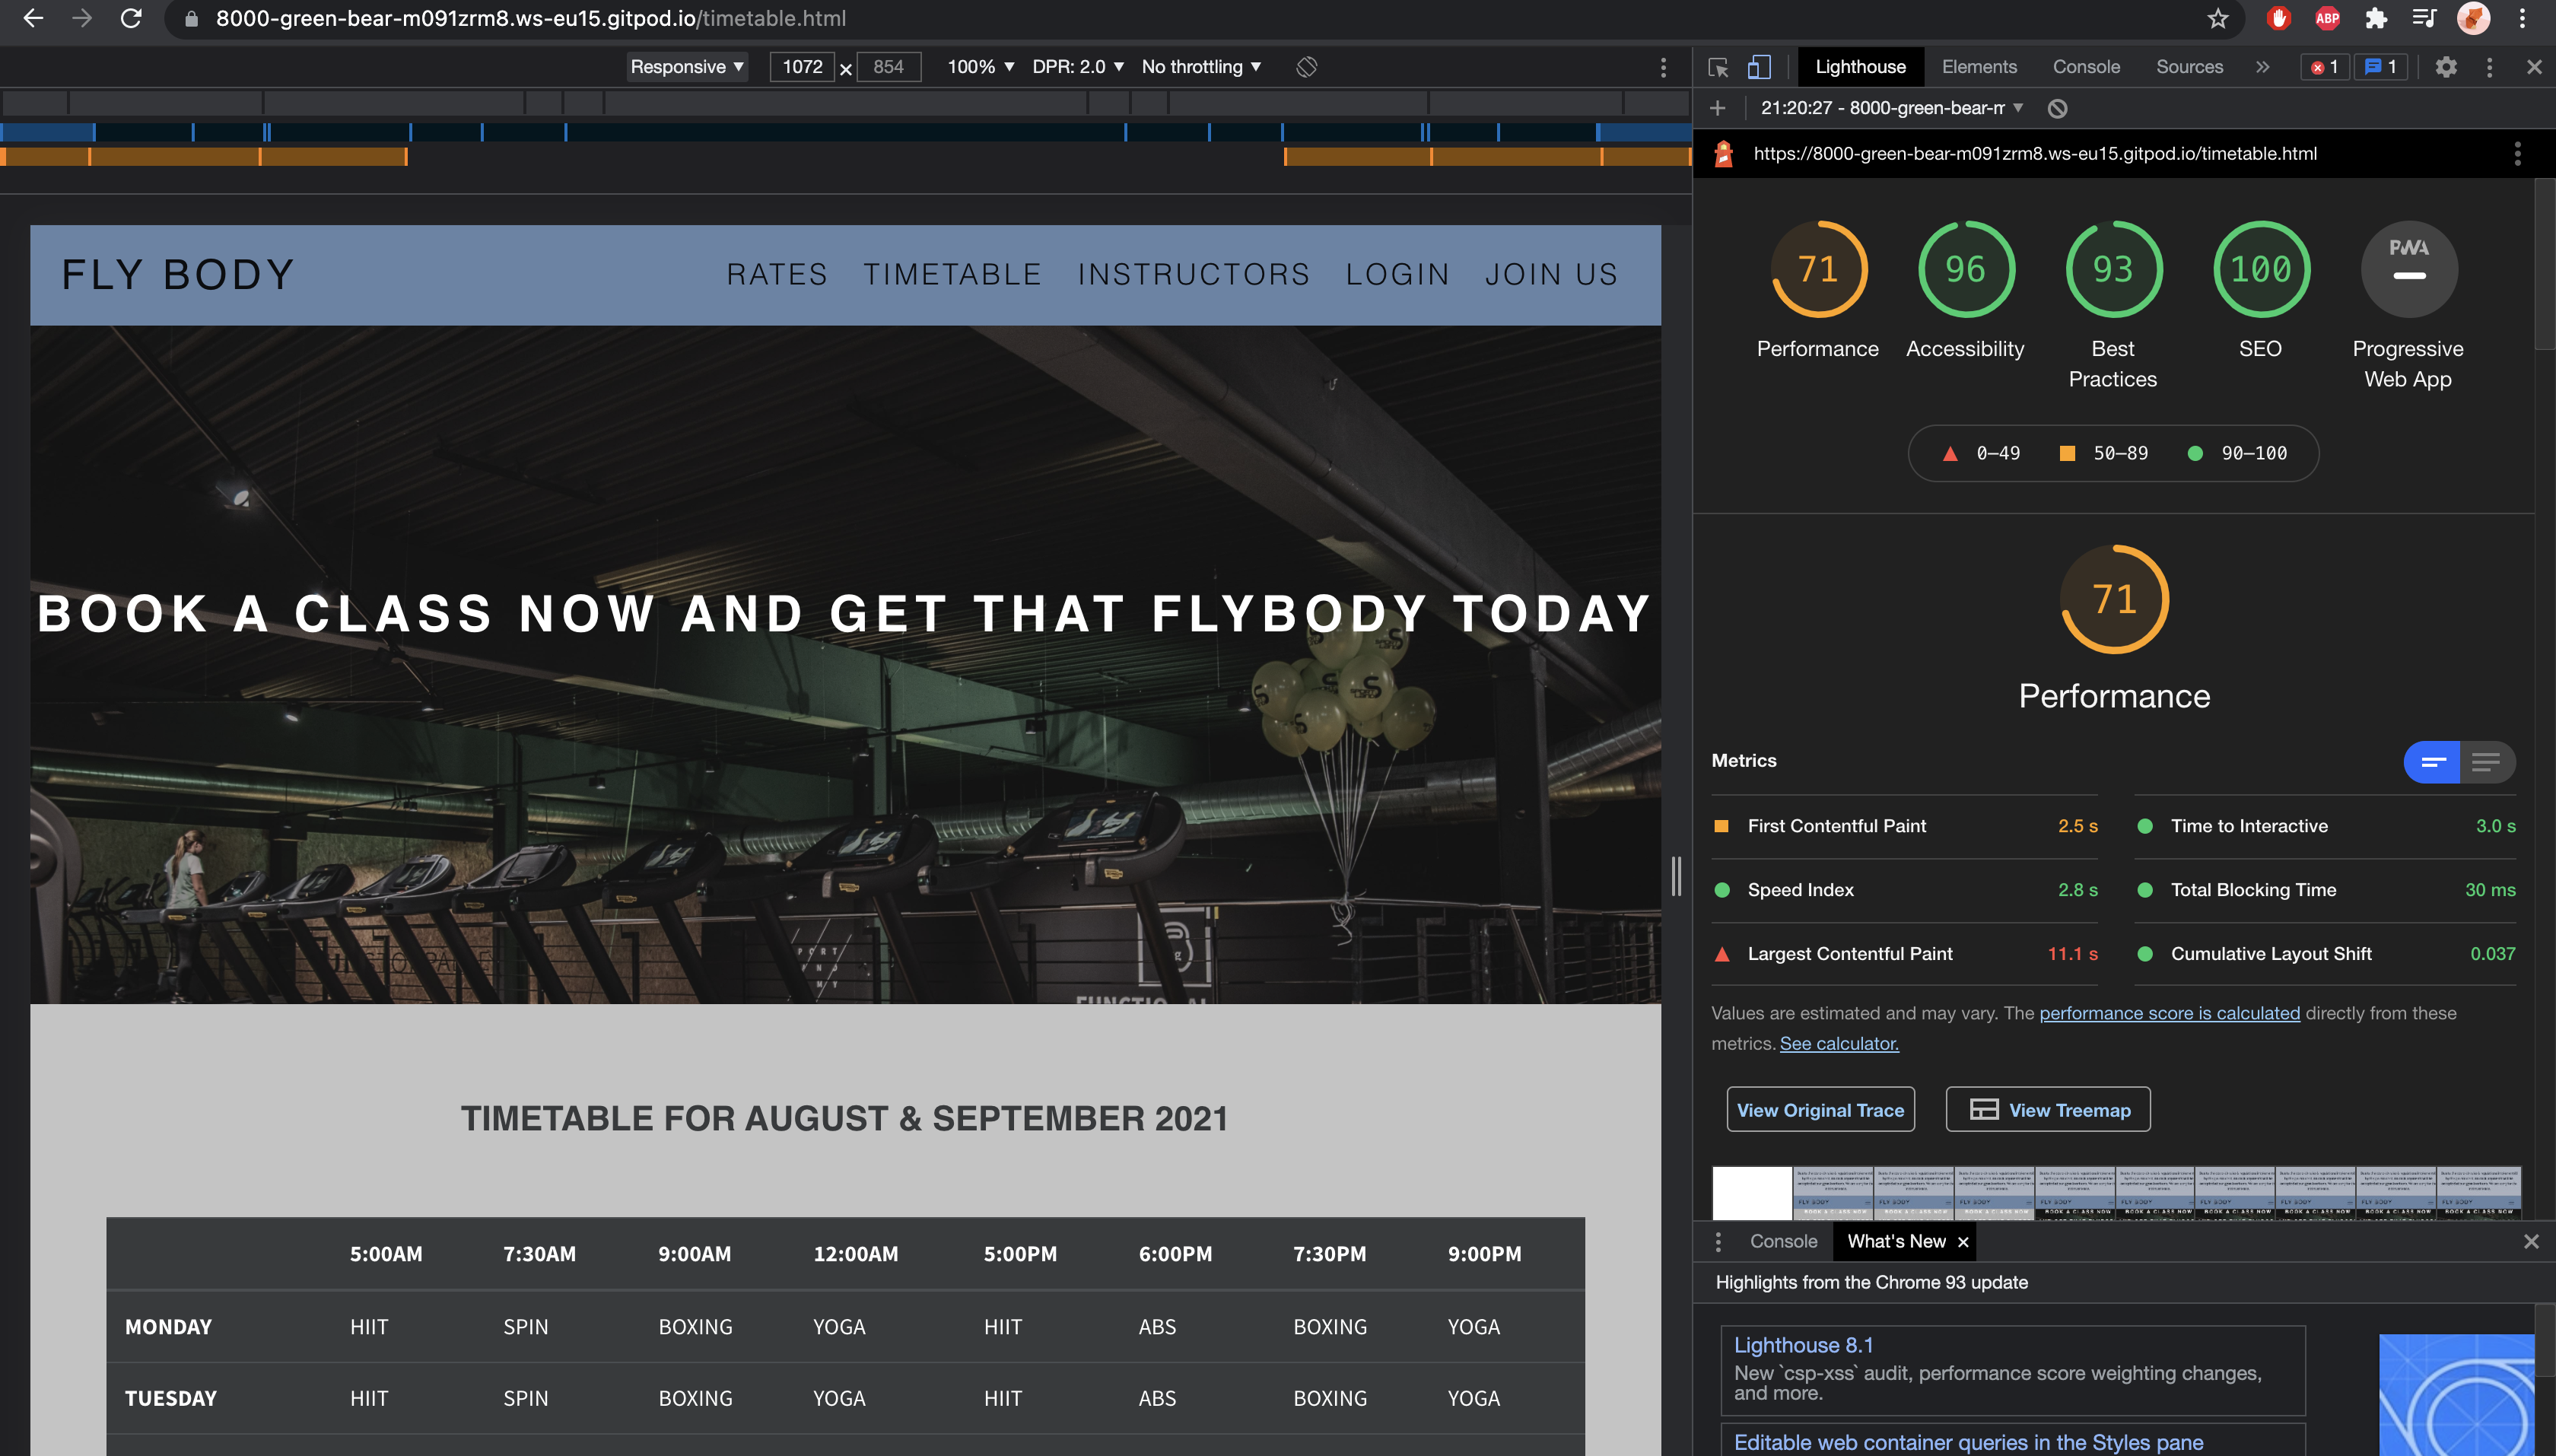 8000-green-bear-m091zrm8.ws-eu15.gitpod.io/timetable.html
ABP
Responsive ▼ 1072 × 854 100% ▼ DPR: 2.0 ▼ No throttling ▼
Lighthouse Elements Console Sources » 1 1
21:20:27 - 8000-green-bear-m ▼
https://8000-green-bear-m091zrm8.ws-eu15.gitpod.io/timetable.html
FLY BODY RATES TIMETABLE INSTRUCTORS LOGIN JOIN US
BOOK A CLASS NOW AND GET THAT FLYBODY TODAY
FUNCTIONAL
TIMETABLE FOR AUGUST & SEPTEMBER 2021
5:00AM 7:30AM 9:00AM 12:00AM 5:00PM 6:00PM 7:30PM 9:00PM
MONDAY HIIT SPIN BOXING YOGA HIIT ABS BOXING YOGA
TUESDAY HIIT SPIN BOXING YOGA HIIT ABS BOXING YOGA
71 96 93 100 PWA
Performance Accessibility Best Practices SEO Progressive Web App
0–49 50–89 90–100
71
Performance
Metrics
First Contentful Paint 2.5 s Time to Interactive 3.0 s
Speed Index 2.8 s Total Blocking Time 30 ms
Largest Contentful Paint 11.1 s Cumulative Layout Shift 0.037
Values are estimated and may vary. The performance score is calculated directly from these
metrics. See calculator.
View Original Trace View Treemap
Console What's New ×
Highlights from the Chrome 93 update
Lighthouse 8.1
New `csp-xss` audit, performance score weighting changes,
and more.
Editable web container queries in the Styles pane